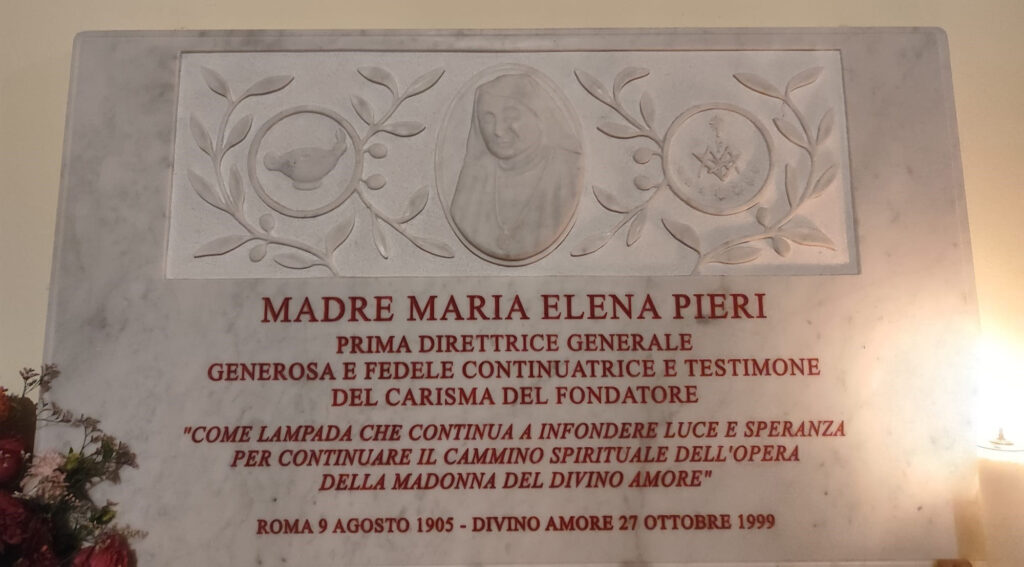 MADRE MARIA ELENA PIERI
PRIMA DIRETTRICE GENERALE
GENEROSA E FEDELE CONTINUATRICE E TESTIMONE
DEL CARISMA DEL FONDATORE
"COME LAMPADA CHE CONTINUA A INFONDERE LUCE E SPERANZA
PER CONTINUARE IL CAMMINO SPIRITUALE DELL'OPERA
DELLA MADONNA DEL DIVINO AMORE"
ROMA 9 AGOSTO 1905 - DIVINO AMORE 27 OTTOBRE 1999